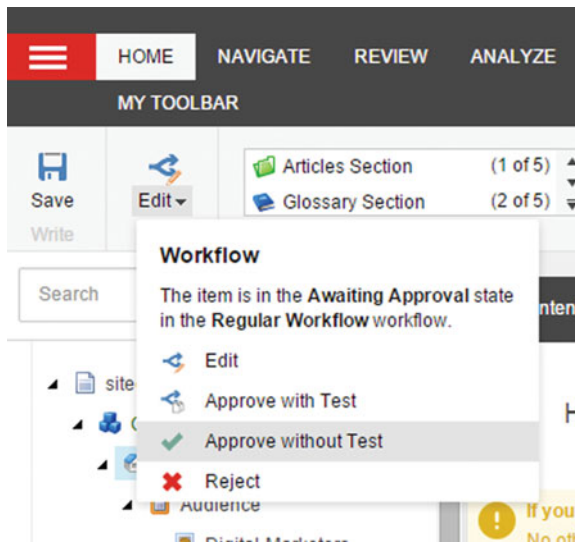 HOME NAVIGATE REVIEW ANALYZE
MY TOOLBAR
Articles Section (1 of 5)
Save Edit Glossary Section (2 of 5)
Write
Workflow
Search
The item is in the Awaiting Approval state
in the Regular Workflow workflow.
Edit
Approve with Test
Approve without Test
Reject
Audience
If you